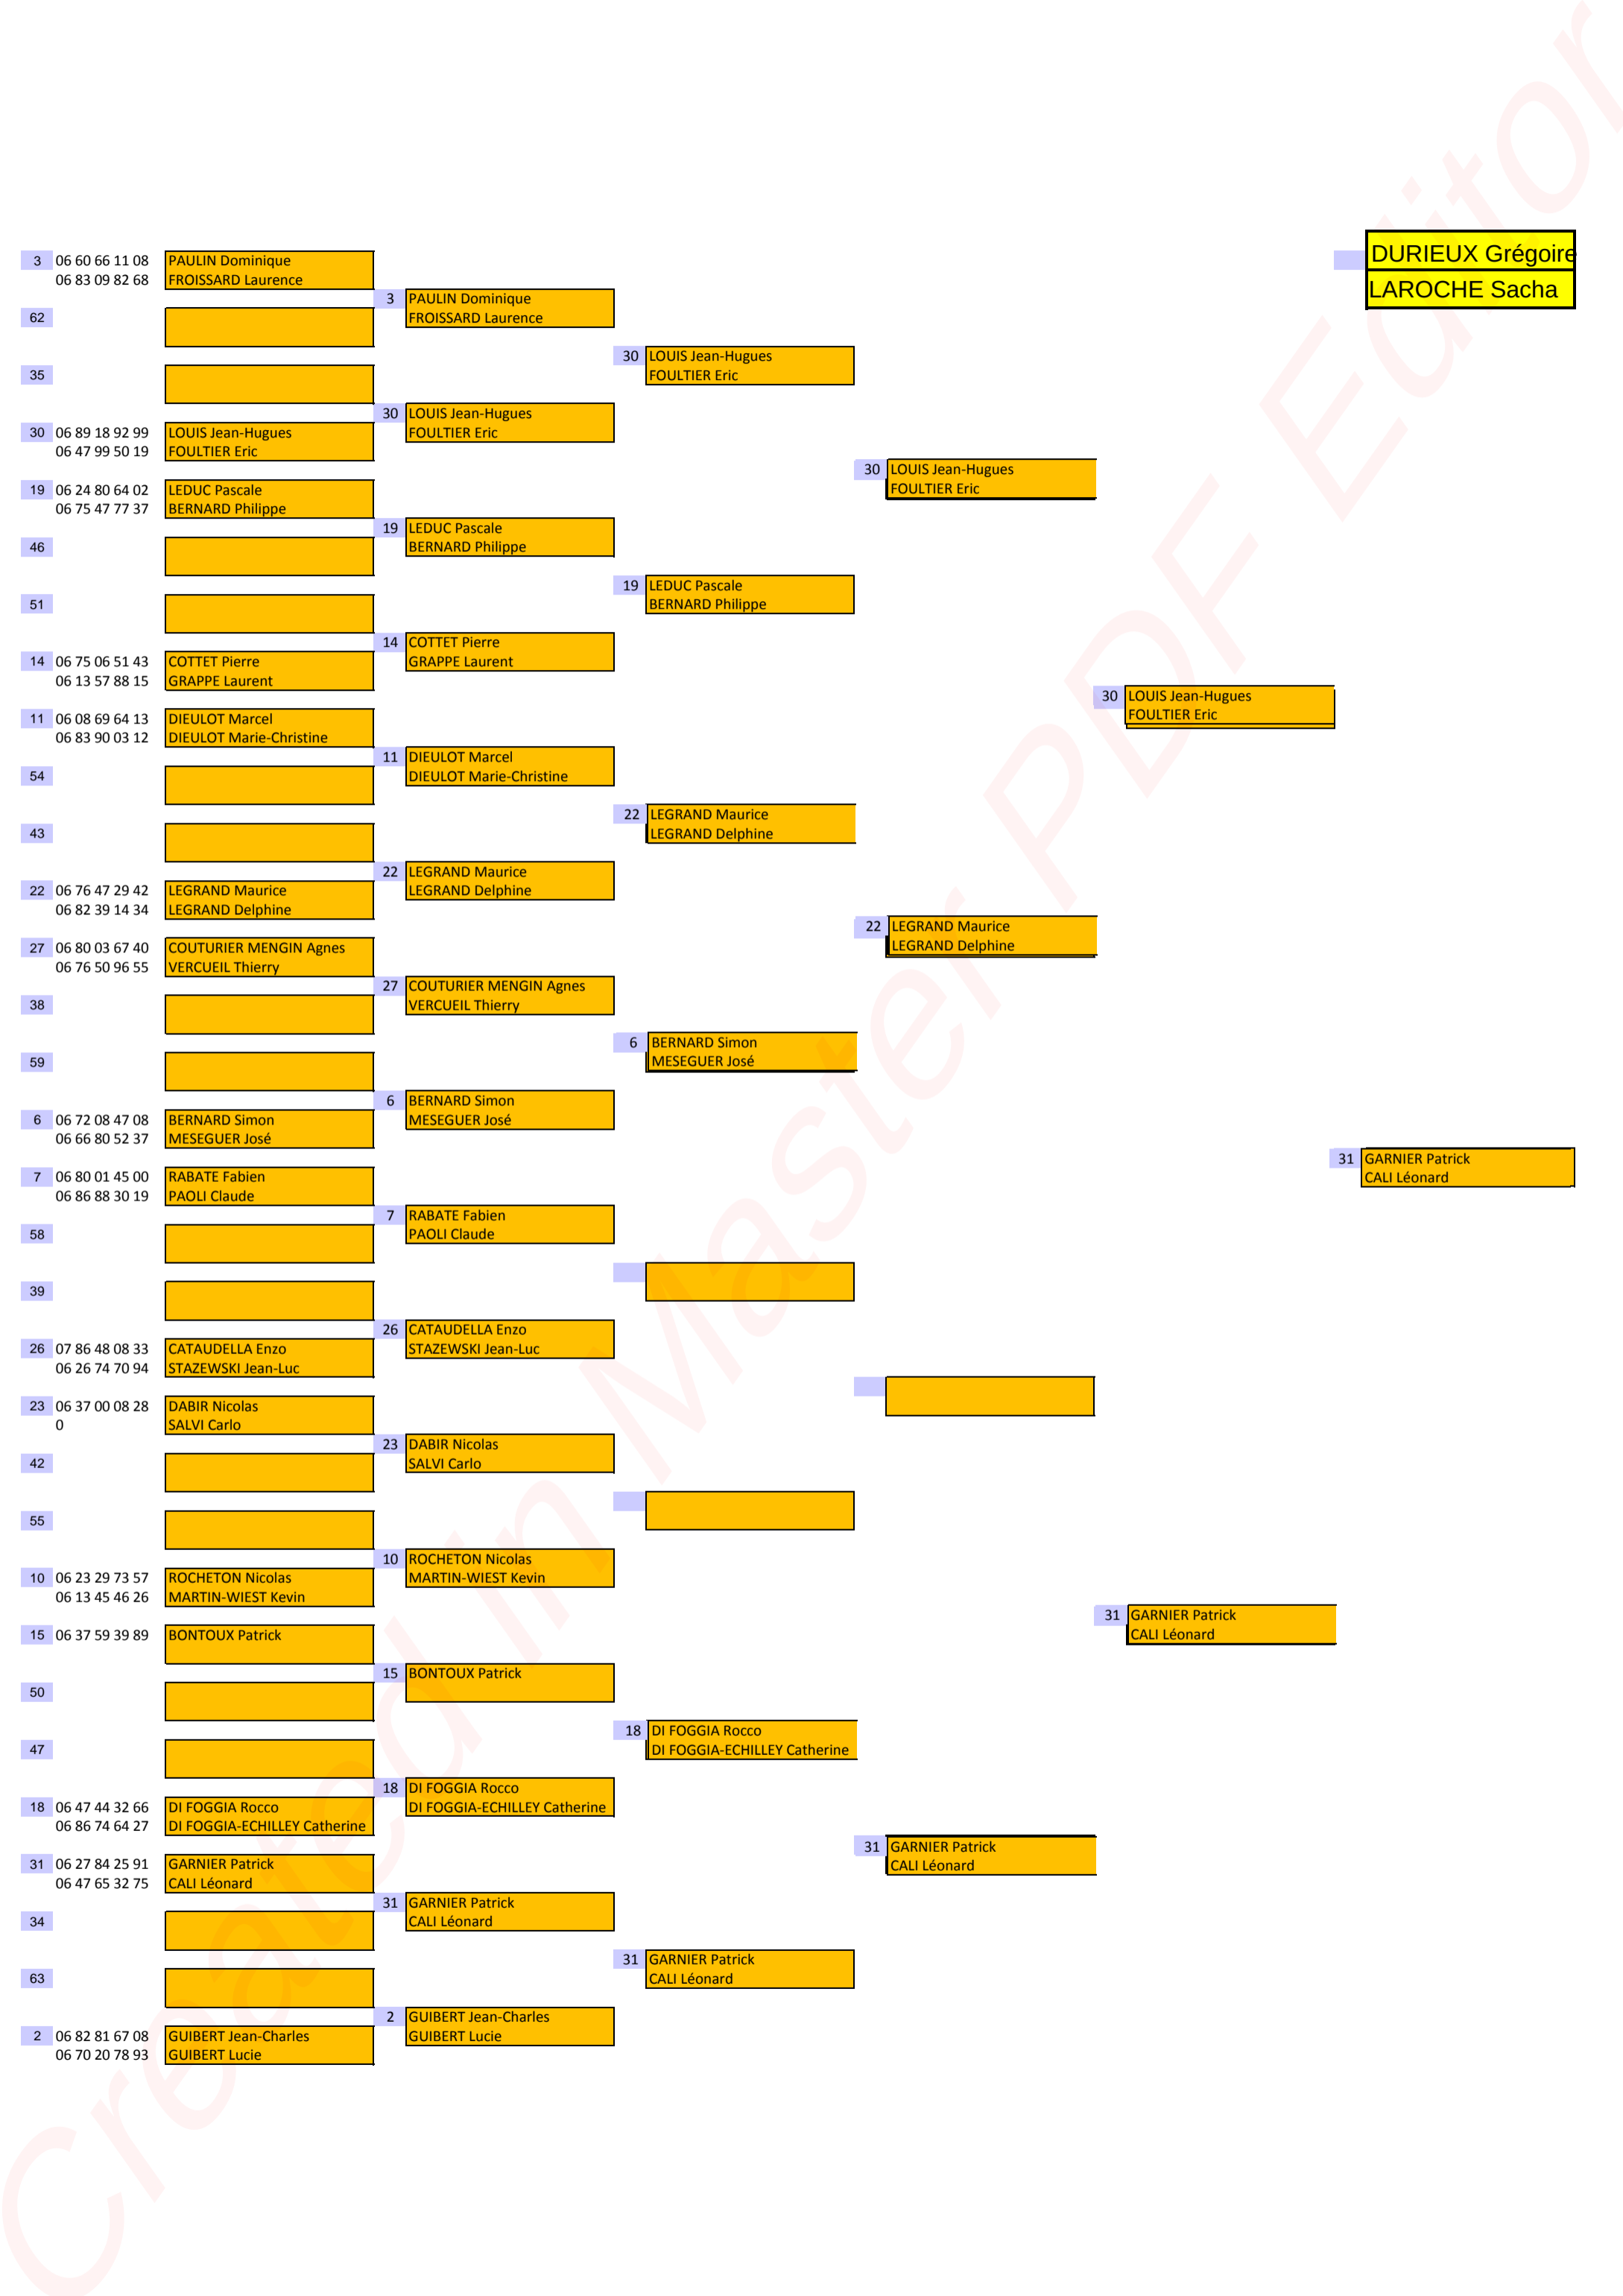 DURIEUX Grégoire
LAROCHE Sacha
3 06 60 66 11 08 PAULIN Dominique
06 83 09 82 68 FROISSARD Laurence
3 PAULIN Dominique
FROISSARD Laurence
62
30 LOUIS Jean-Hugues
FOULTIER Eric
35
30 LOUIS Jean-Hugues
FOULTIER Eric
30 06 89 18 92 99 LOUIS Jean-Hugues
06 47 99 50 19 FOULTIER Eric
30 LOUIS Jean-Hugues
FOULTIER Eric
19 06 24 80 64 02 LEDUC Pascale
06 75 47 77 37 BERNARD Philippe
19 LEDUC Pascale
BERNARD Philippe
46
19 LEDUC Pascale
BERNARD Philippe
51
14 COTTET Pierre
GRAPPE Laurent
14 06 75 06 51 43 COTTET Pierre
06 13 57 88 15 GRAPPE Laurent
30 LOUIS Jean-Hugues
FOULTIER Eric
11 06 08 69 64 13 DIEULOT Marcel
06 83 90 03 12 DIEULOT Marie-Christine
11 DIEULOT Marcel
DIEULOT Marie-Christine
54
22 LEGRAND Maurice
LEGRAND Delphine
43
22 LEGRAND Maurice
LEGRAND Delphine
22 06 76 47 29 42 LEGRAND Maurice
06 82 39 14 34 LEGRAND Delphine
22 LEGRAND Maurice
LEGRAND Delphine
27 06 80 03 67 40 COUTURIER MENGIN Agnes
06 76 50 96 55 VERCUEIL Thierry
27 COUTURIER MENGIN Agnes
VERCUEIL Thierry
38
6 BERNARD Simon
MESEGUER José
59
6 BERNARD Simon
MESEGUER José
6 06 72 08 47 08 BERNARD Simon
06 66 80 52 37 MESEGUER José
31 GARNIER Patrick
CALI Léonard
7 06 80 01 45 00 RABATE Fabien
06 86 88 30 19 PAOLI Claude
7 RABATE Fabien
PAOLI Claude
58
39
26 CATAUDELLA Enzo
STAZEWSKI Jean-Luc
26 07 86 48 08 33 CATAUDELLA Enzo
06 26 74 70 94 STAZEWSKI Jean-Luc
23 06 37 00 08 28 DABIR Nicolas
0 SALVI Carlo
23 DABIR Nicolas
SALVI Carlo
42
55
10 ROCHETON Nicolas
MARTIN-WIEST Kevin
10 06 23 29 73 57 ROCHETON Nicolas
06 13 45 46 26 MARTIN-WIEST Kevin
31 GARNIER Patrick
CALI Léonard
15 06 37 59 39 89 BONTOUX Patrick
15 BONTOUX Patrick
50
18 DI FOGGIA Rocco
DI FOGGIA-ECHILLEY Catherine
47
18 DI FOGGIA Rocco
DI FOGGIA-ECHILLEY Catherine
18 06 47 44 32 66 DI FOGGIA Rocco
06 86 74 64 27 DI FOGGIA-ECHILLEY Catherine
31 GARNIER Patrick
CALI Léonard
31 06 27 84 25 91 GARNIER Patrick
06 47 65 32 75 CALI Léonard
31 GARNIER Patrick
CALI Léonard
34
31 GARNIER Patrick
CALI Léonard
63
2 GUIBERT Jean-Charles
GUIBERT Lucie
2 06 82 81 67 08 GUIBERT Jean-Charles
06 70 20 78 93 GUIBERT Lucie
Created in Master PDF Editor